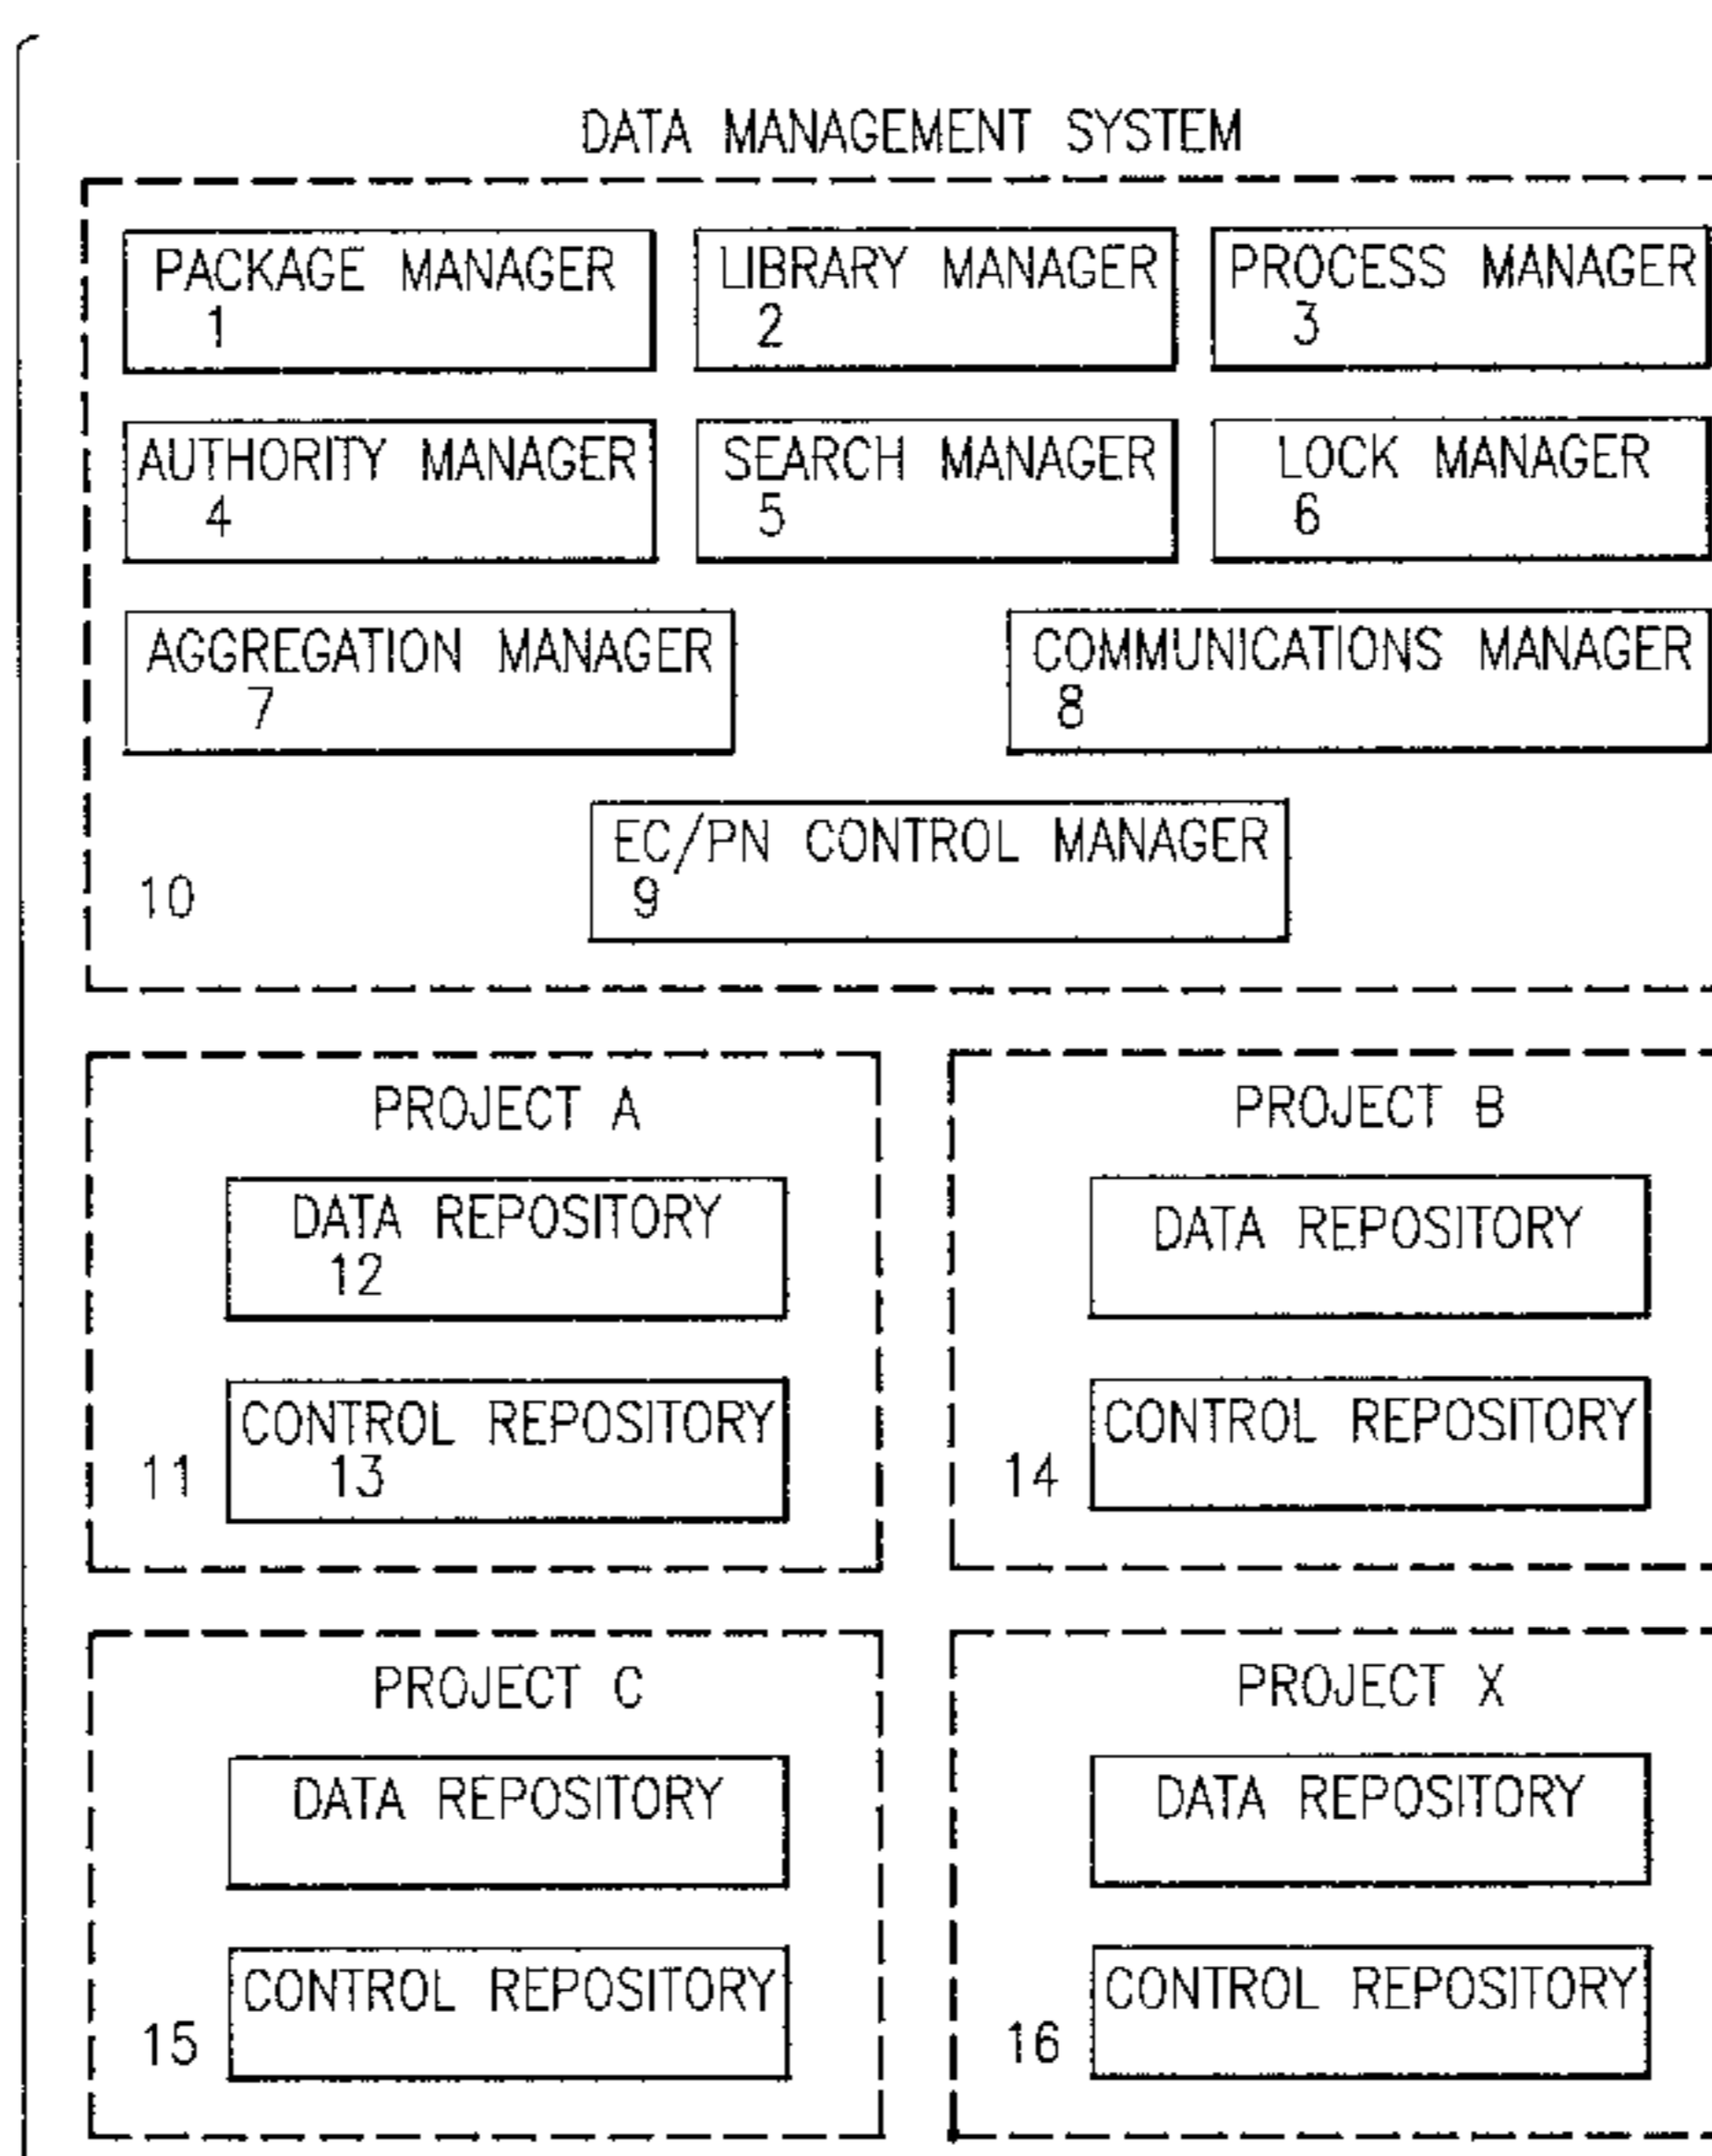 DATA MANAGEMENT SYSTEM
PACKAGE MANAGER
1
LIBRARY MANAGER
2
PROCESS MANAGER
3
AUTHORITY MANAGER
4
SEARCH MANAGER
5
LOCK MANAGER
6
AGGREGATION MANAGER
7
COMMUNICATIONS MANAGER
8
EC/PN CONTROL MANAGER
9
10
PROJECT A
DATA REPOSITORY
12
CONTROL REPOSITORY
13
11
PROJECT B
DATA REPOSITORY
CONTROL REPOSITORY
14
PROJECT C
DATA REPOSITORY
CONTROL REPOSITORY
15
PROJECT X
DATA REPOSITORY
CONTROL REPOSITORY
16